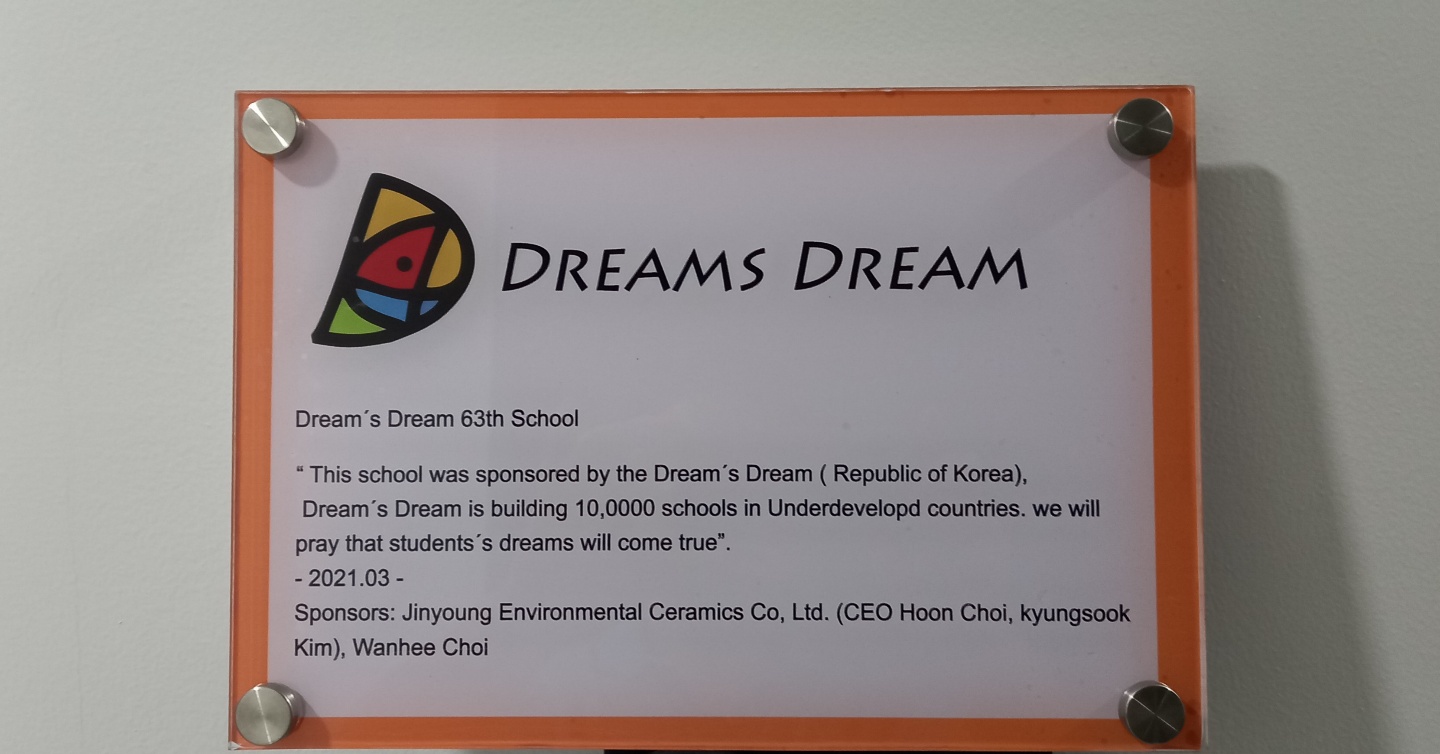 DREAMS DREAM
Dream´s Dream 63th School
“ This school was sponsored by the Dream´s Dream ( Republic of Korea),
Dream´s Dream is building 10,0000 schools in Underdevelopd countries. we will
pray that students´s dreams will come true”.
- 2021.03 -
Sponsors: Jinyoung Environmental Ceramics Co, Ltd. (CEO Hoon Choi, kyungsook
Kim), Wanhee Choi